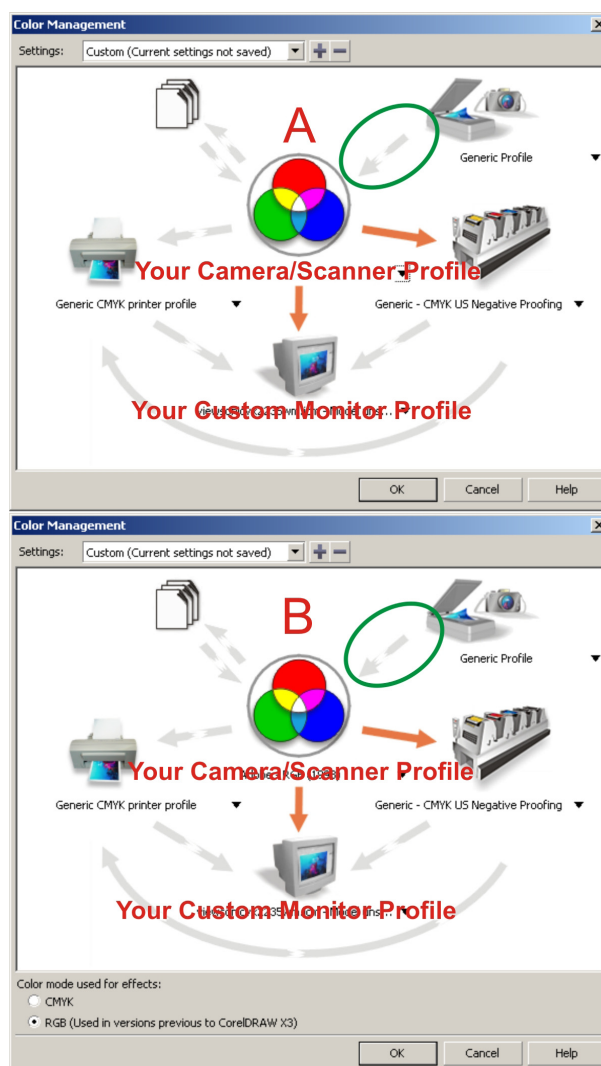 Color Management
Settings: Custom (Current settings not saved)
A
Generic Profile
Your Camera/Scanner Profile
Generic CMYK printer profile
Generic - CMYK US Negative Proofing
Your Custom Monitor Profile
OK Cancel Help
Color Management
Settings: Custom (Current settings not saved)
B
Generic Profile
Your Camera/Scanner Profile
Generic CMYK printer profile
Generic - CMYK US Negative Proofing
Your Custom Monitor Profile
Color mode used for effects:
CMYK
RGB (Used in versions previous to CorelDRAW X3)
OK Cancel Help